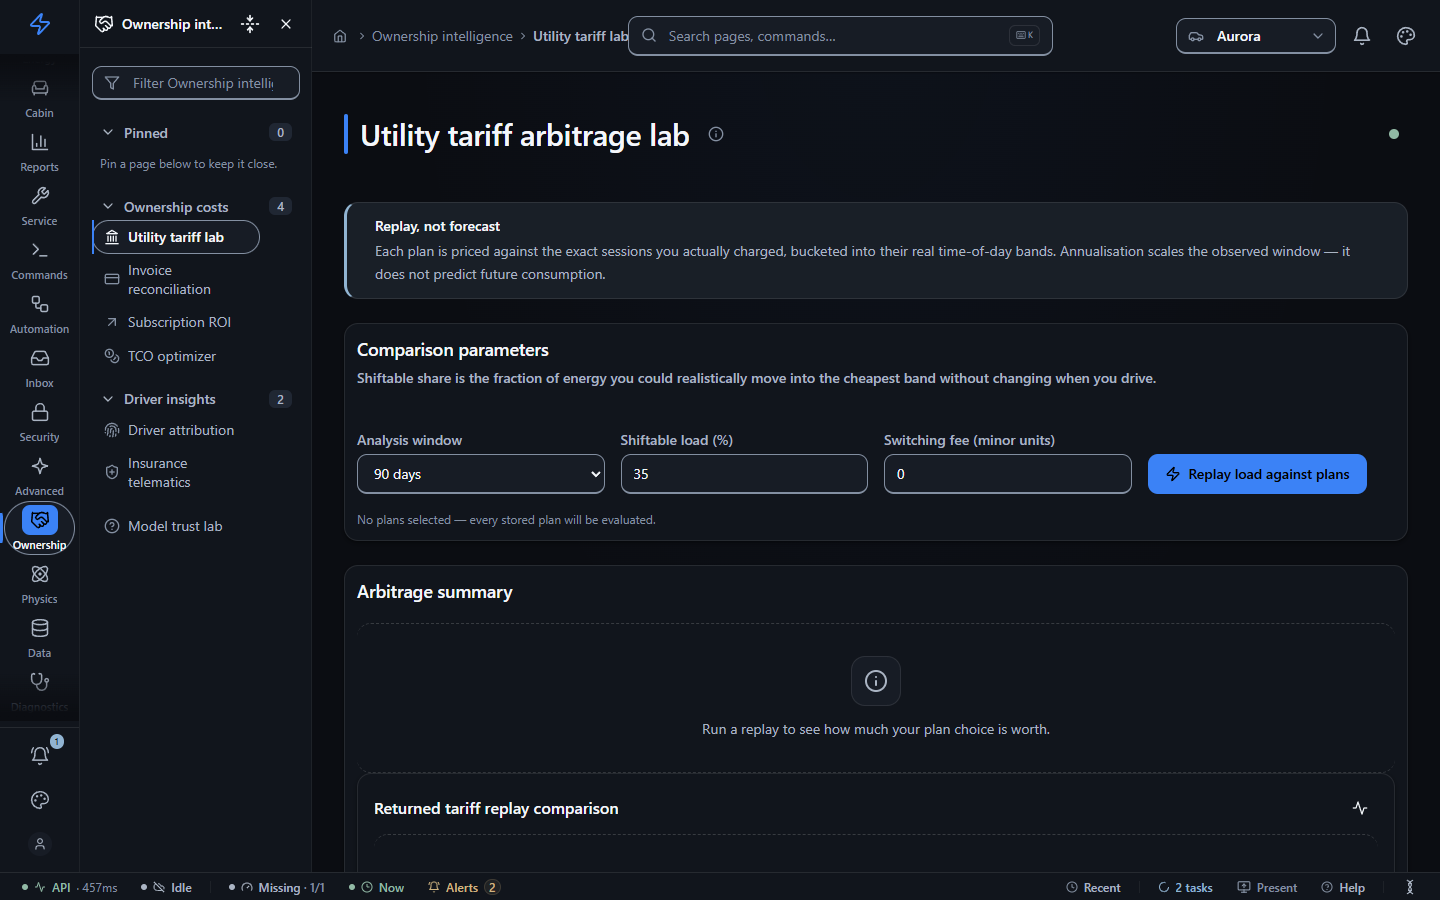 Ownership int...
Ownership intelligence
Utility tariff lab
Search pages, commands...
K
Aurora
Cabin
Reports
Service
Commands
Automation
Inbox
Security
Advanced
Ownership
Physics
Data
Diagnostics
1
Filter Ownership intellig
Pinned
0
Pin a page below to keep it close.
Ownership costs
4
Utility tariff lab
Invoice
reconciliation
Subscription ROI
TCO optimizer
Driver insights
2
Driver attribution
Insurance
telematics
Model trust lab
Utility tariff arbitrage lab
Replay, not forecast
Each plan is priced against the exact sessions you actually charged, bucketed into their real time-of-day bands. Annualisation scales the observed window — it
does not predict future consumption.
Comparison parameters
Shiftable share is the fraction of energy you could realistically move into the cheapest band without changing when you drive.
Analysis window
Shiftable load (%)
Switching fee (minor units)
90 days
35
0
Replay load against plans
No plans selected — every stored plan will be evaluated.
Arbitrage summary
Run a replay to see how much your plan choice is worth.
Returned tariff replay comparison
API · 457ms
Idle
Missing · 1/1
Now
Alerts 2
Recent
2 tasks
Present
Help